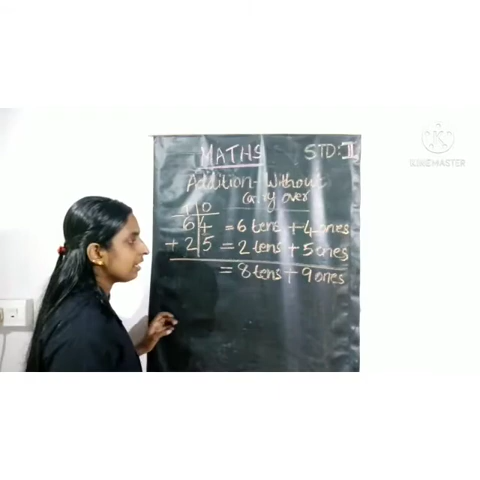 MATHS STD: II
KINEMASTER
Addition - Without
Carry over
T O
6 4 = 6 tens + 4 ones
+ 2 5 = 2 tens + 5 ones
= 8 tens + 9 ones